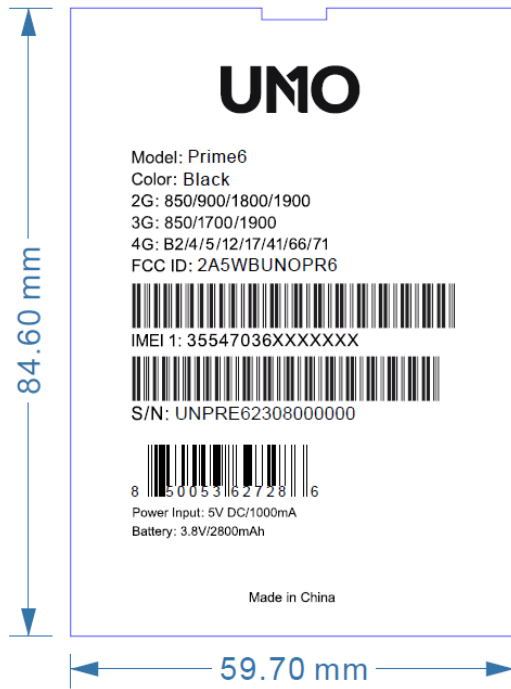 UNO
Model: Prime6
Color: Black
2G: 850/900/1800/1900
3G: 850/1700/1900
4G: B2/4/5/12/17/41/66/71
FCC ID: 2A5WBUNOPR6
IMEI 1: 35547036XXXXXXX
S/N: UNPRE62308000000
8 50053 62728 6
Power Input: 5V DC/1000mA
Battery: 3.8V/2800mAh
Made in China
84.60 mm
59.70 mm